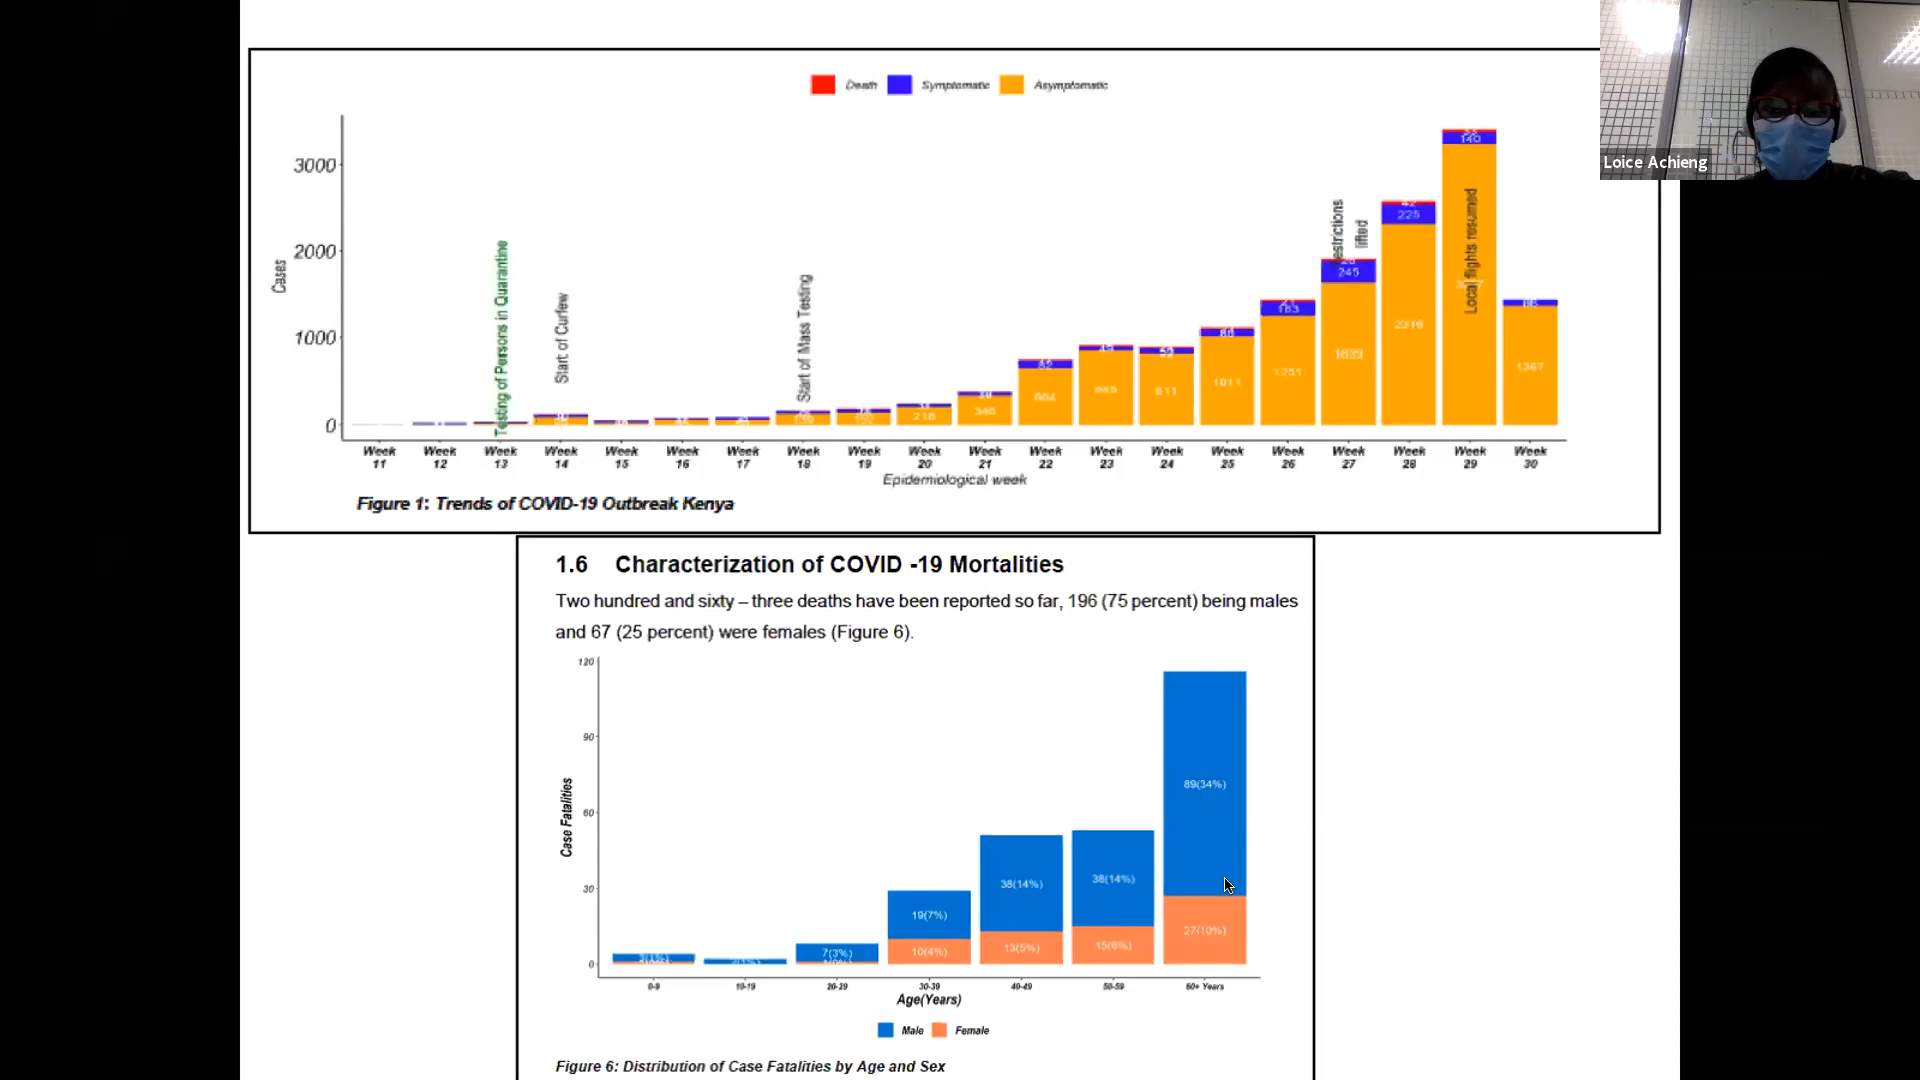 Death Symptomatic Asymptomatic
Loice Achieng
3000
2000
1000
0
Cases
Testing of Persons in Quarantine
Start of Curfew
Start of Mass Testing
estrictions
lifted
Local flights resumed
140
225
245
183
2316
1633
1251
1011
811
664
346
216
1367
Week 11
Week 12
Week 13
Week 14
Week 15
Week 16
Week 17
Week 18
Week 19
Week 20
Week 21
Week 22
Week 23
Week 24
Week 25
Week 26
Week 27
Week 28
Week 29
Week 30
Epidemiological week
Figure 1: Trends of COVID-19 Outbreak Kenya
1.6 Characterization of COVID -19 Mortalities
Two hundred and sixty – three deaths have been reported so far, 196 (75 percent) being males
and 67 (25 percent) were females (Figure 6).
120
90
60
30
0
Case Fatalities
7(3%)
19(7%)
10(4%)
38(14%)
13(5%)
38(14%)
15(6%)
89(34%)
27(10%)
0-9 10-19 20-29 30-39 40-49 50-59 60+ Years
Age(Years)
Male Female
Figure 6: Distribution of Case Fatalities by Age and Sex